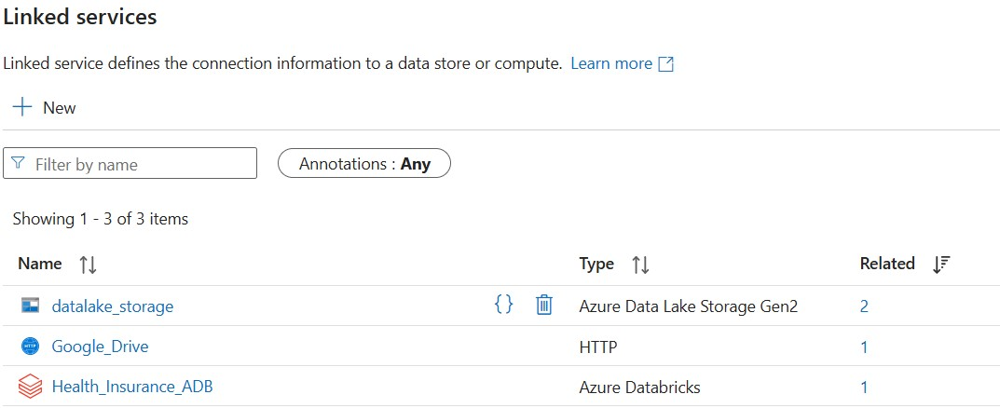 Linked services
Linked service defines the connection information to a data store or compute. Learn more
New
Filter by name
Annotations : Any
Showing 1 - 3 of 3 items
Name Type Related
datalake_storage {} Azure Data Lake Storage Gen2 2
HTTP Google_Drive HTTP 1
Health_Insurance_ADB Azure Databricks 1